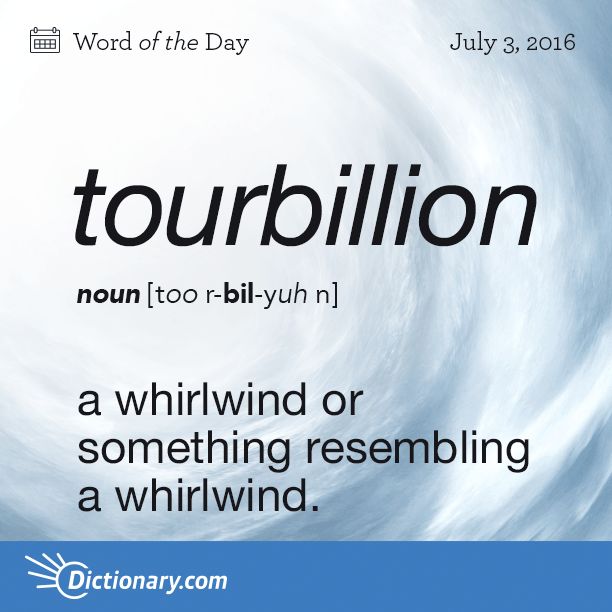 Word of the Day
July 3, 2016
tourbillion
noun [too r-bil-yuh n]
a whirlwind or
something resembling
a whirlwind.
Dictionary.com